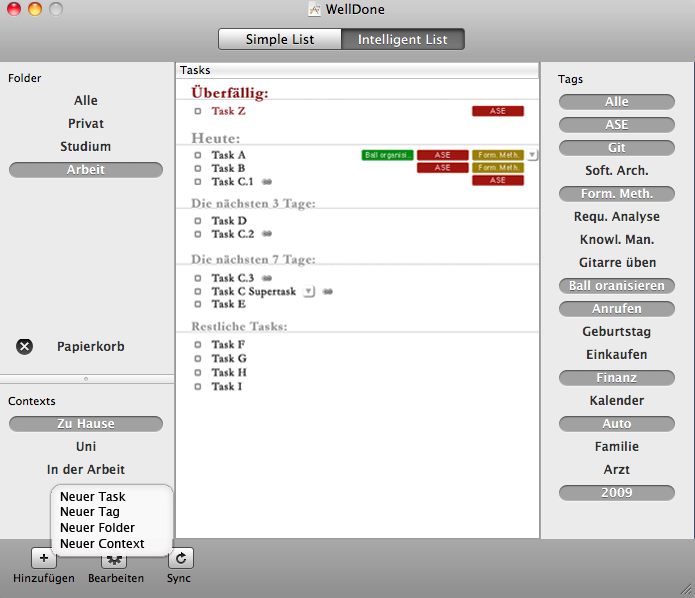 WellDone
Simple List
Intelligent List
Folder
Alle
Privat
Studium
Arbeit
Papierkorb
Contexts
Zu Hause
Uni
In der Arbeit
Neuer Task
Neuer Tag
Neuer Folder
Neuer Context
Hinzufügen
Bearbeiten
Sync
Tasks
Überfällig:
Task Z ASE
Heute:
Task A Ball organisi.. ASE Form. Meth.
Task B ASE Form. Meth.
Task C.1 ASE
Die nächsten 3 Tage:
Task D
Task C.2
Die nächsten 7 Tage:
Task C.3
Task C Supertask
Task E
Restliche Tasks:
Task F
Task G
Task H
Task I
Tags
Alle
ASE
Git
Soft. Arch.
Form. Meth.
Requ. Analyse
Knowl. Man.
Gitarre üben
Ball oranisieren
Anrufen
Geburtstag
Einkaufen
Finanz
Kalender
Auto
Familie
Arzt
2009